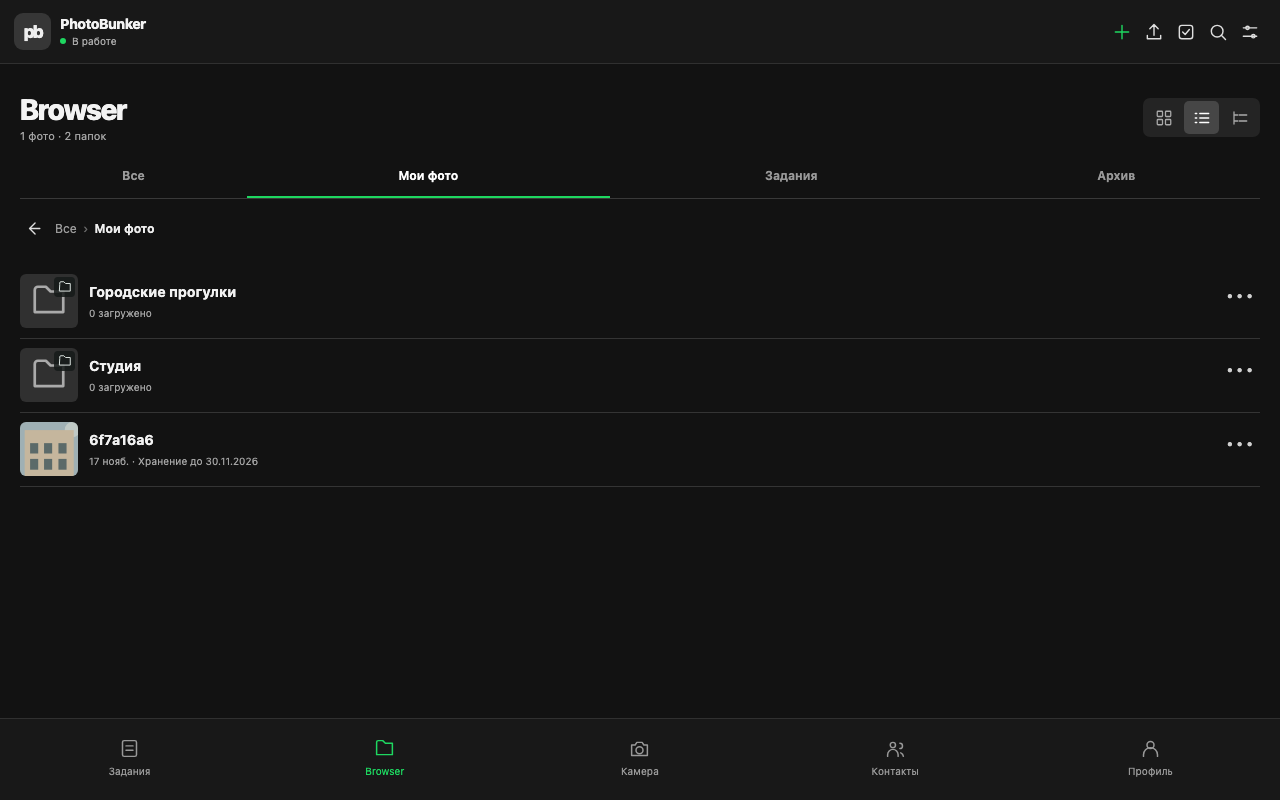 pb
PhotoBunker
В работе
Browser
1 фото · 2 папок
Все
Мои фото
Задания
Архив
Все › Мои фото
Городские прогулки
0 загружено
Студия
0 загружено
6f7a16a6
17 нояб. · Хранение до 30.11.2026
Задания
Browser
Камера
Контакты
Профиль